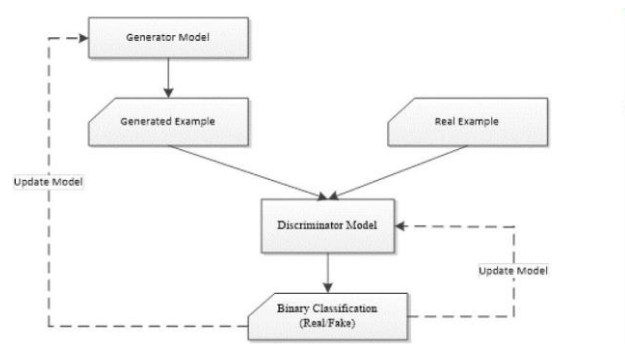 Generator Model
Generated Example
Real Example
Update Model
Discriminator Model
Update Model
Binary Classification
(Real/Fake)